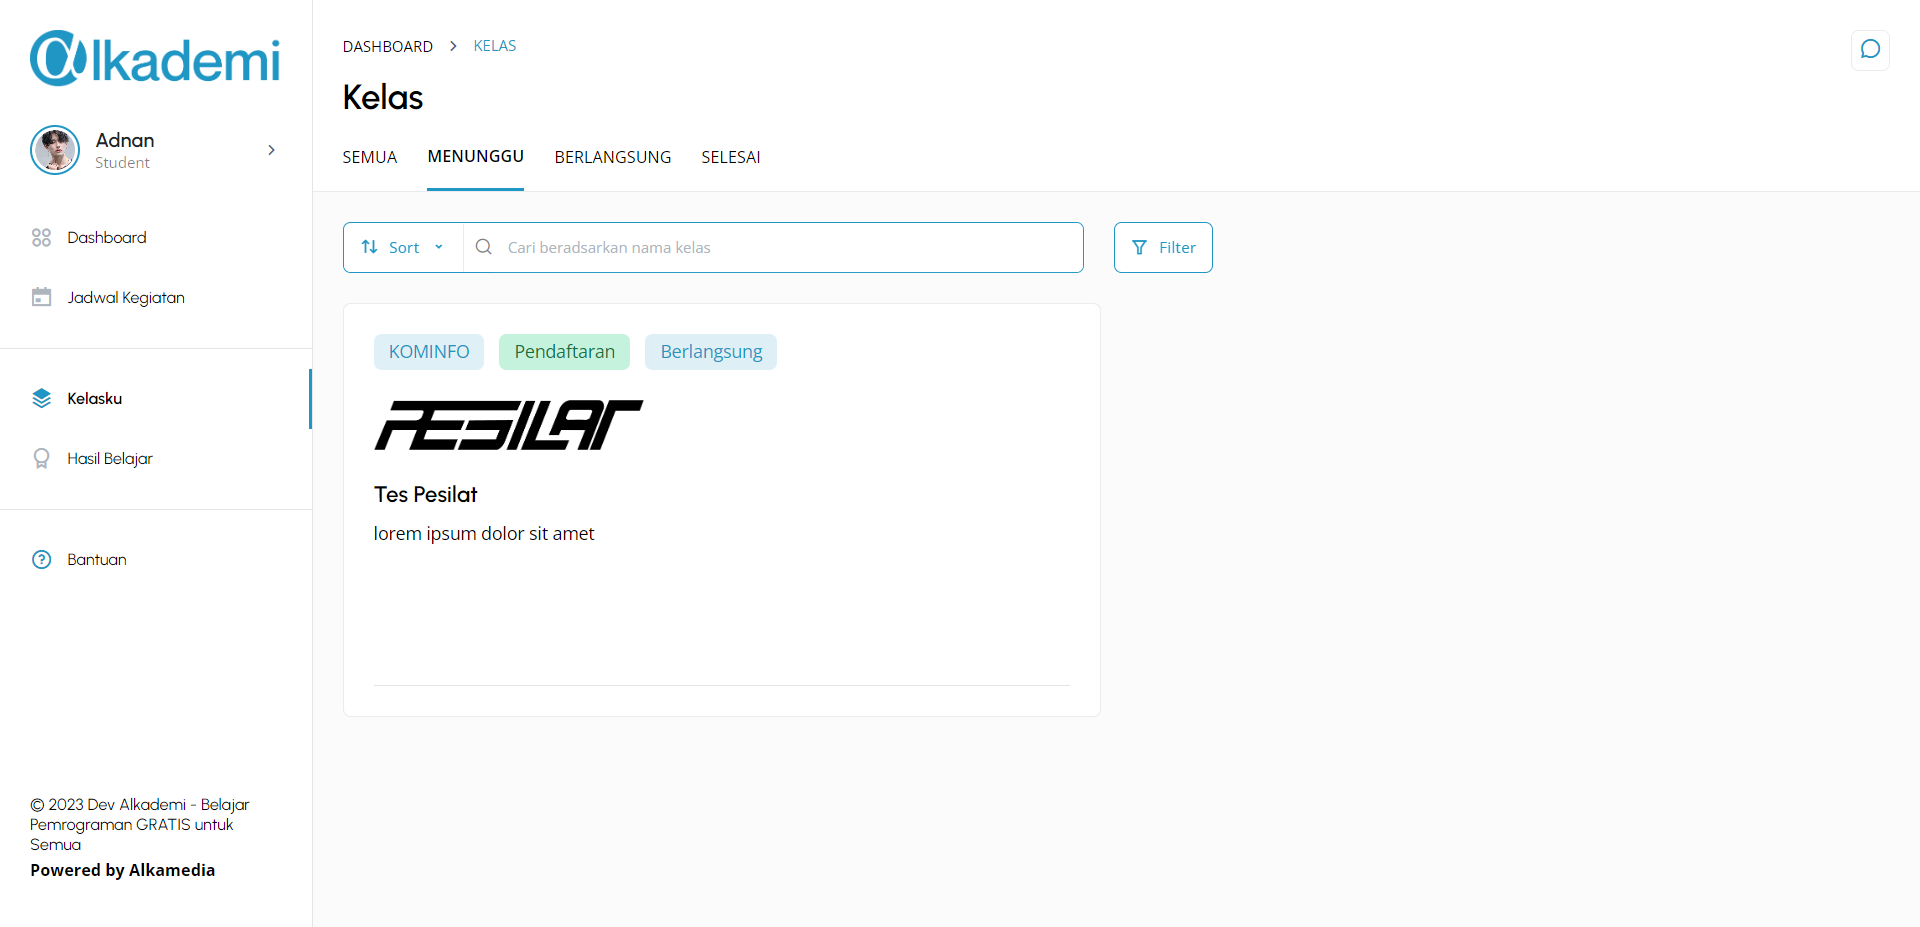 @lkademi
Adnan
Student
Dashboard
Jadwal Kegiatan
Kelasku
Hasil Belajar
Bantuan
© 2023 Dev Alkademi - Belajar
Pemrograman GRATIS untuk
Semua
Powered by Alkamedia
DASHBOARD > KELAS
Kelas
SEMUA MENUNGGU BERLANGSUNG SELESAI
Sort Cari beradsarkan nama kelas Filter
KOMINFO Pendaftaran Berlangsung
PESILAT
Tes Pesilat
lorem ipsum dolor sit amet